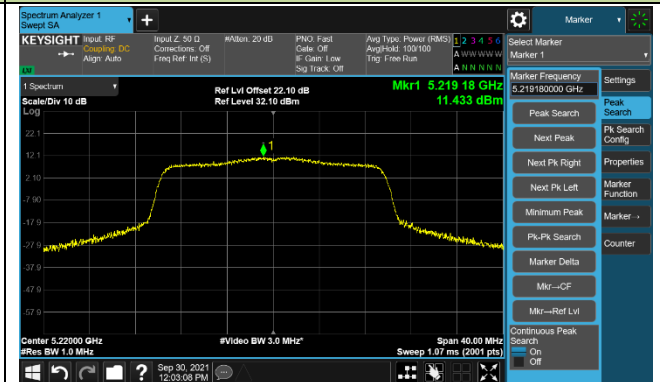 Spectrum Analyzer 1
Swept SA
+
Marker
KEYSIGHT
Input: RF
Coupling: DC
Align: Auto
Input Z: 50 Ω
Corrections: Off
Freq Ref: Int (S)
#Atten: 20 dB
PNO: Fast
Gate: Off
IF Gain: Low
Sig Track: Off
Avg Type: Power (RMS)
Avg|Hold: 100/100
Trig: Free Run
1 2 3 4 5 6
A W W W W W
A N N N N N
LXI
Select Marker
Marker 1
1 Spectrum
Scale/Div 10 dB
Log
Ref Lvl Offset 22.10 dB
Ref Level 32.10 dBm
Mkr1 5.219 18 GHz
11.433 dBm
22.1
12.1
2.10
-7.90
-17.9
-27.9
-37.9
-47.9
-57.9
1
Center 5.22000 GHz
#Res BW 1.0 MHz
#Video BW 3.0 MHz*
Span 40.00 MHz
Sweep 1.07 ms (2001 pts)
Marker Frequency
5.219180000 GHz
Peak Search
Next Peak
Next Pk Right
Next Pk Left
Minimum Peak
Pk-Pk Search
Marker Delta
Mkr→CF
Mkr→Ref Lvl
Continuous Peak
Search
On
Off
Settings
Peak
Search
Pk Search
Config
Properties
Marker
Function
Marker→
Counter
?
Sep 30, 2021
12:03:08 PM